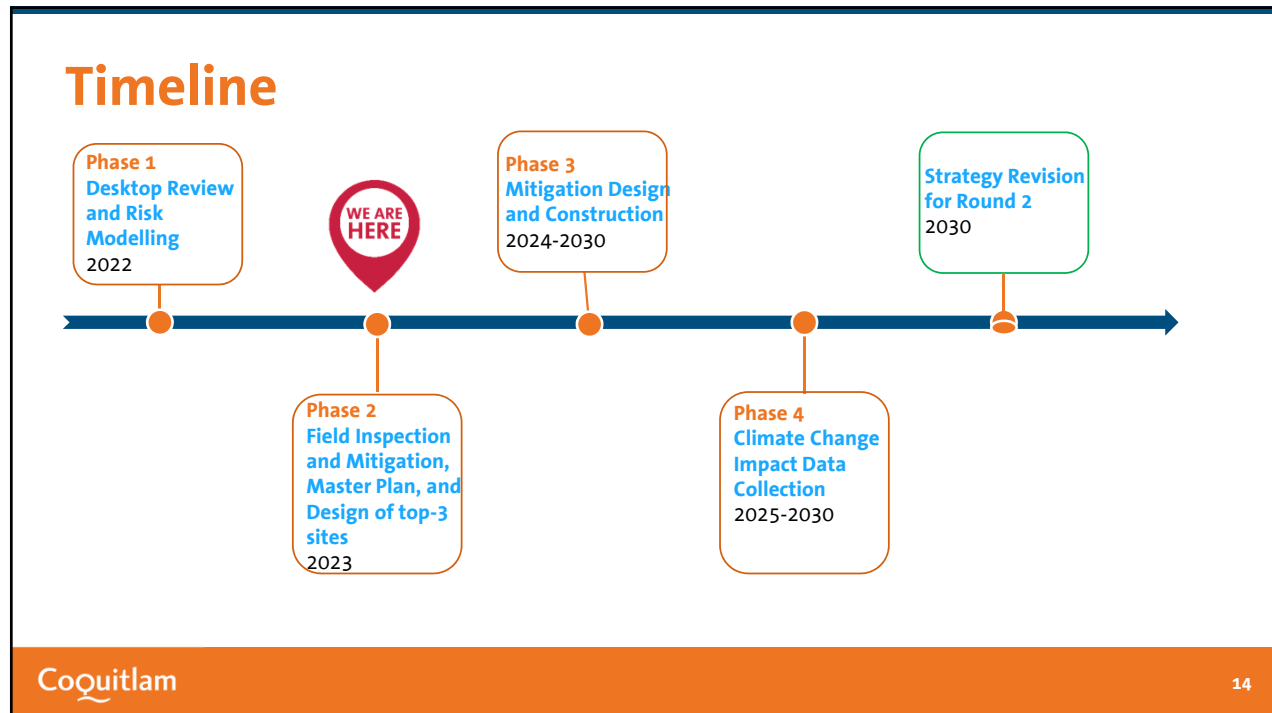 Timeline
Phase 1
Desktop Review
and Risk
Modelling
2022
WE ARE
HERE
Phase 2
Field Inspection
and Mitigation,
Master Plan, and
Design of top-3
sites
2023
Phase 3
Mitigation Design
and Construction
2024-2030
Phase 4
Climate Change
Impact Data
Collection
2025-2030
Strategy Revision
for Round 2
2030
Coquitlam
14